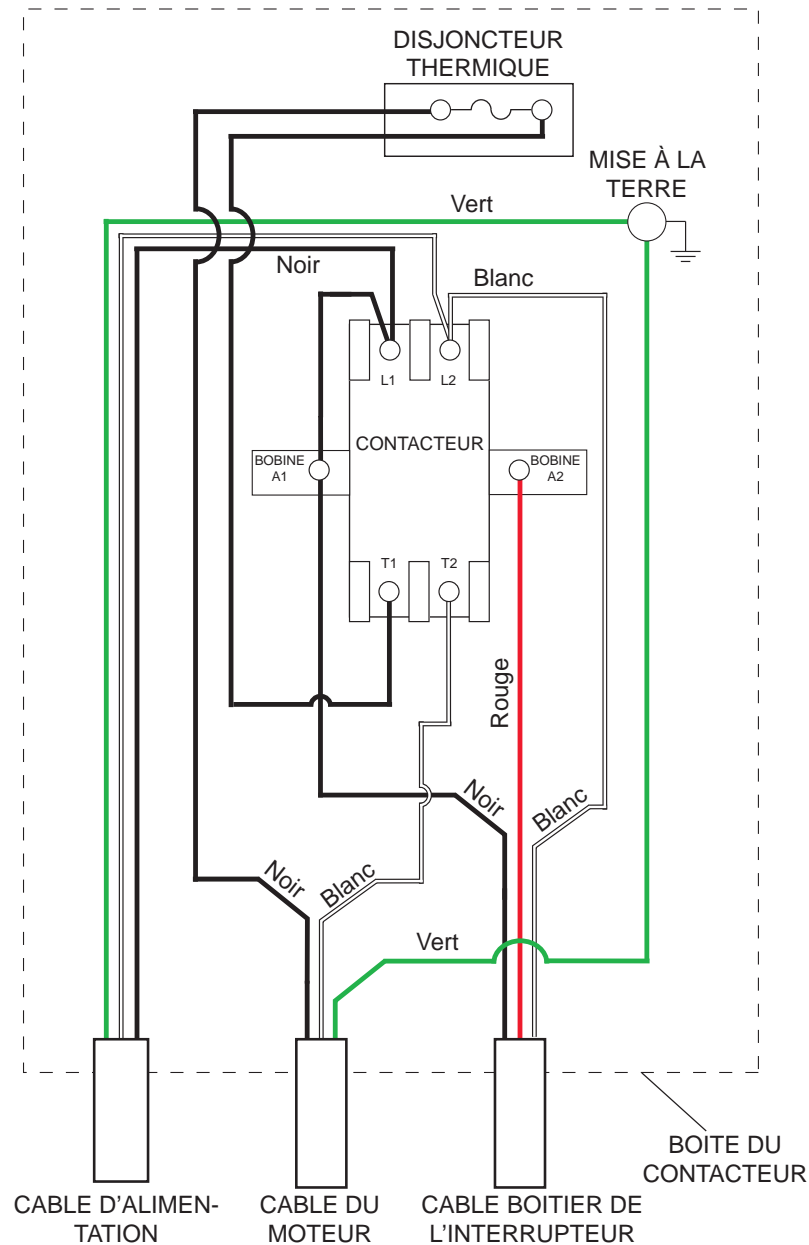 DISJONCTEUR
THERMIQUE
MISE À LA
TERRE
Vert
Noir
Blanc
L1
L2
CONTACTEUR
BOBINE
A1
BOBINE
A2
T1
T2
Rouge
Noir
Blanc
Noir
Blanc
Vert
BOITE DU
CONTACTEUR
CABLE D'ALIMEN-
TATION
CABLE DU
MOTEUR
CABLE BOITIER DE
L'INTERRUPTEUR